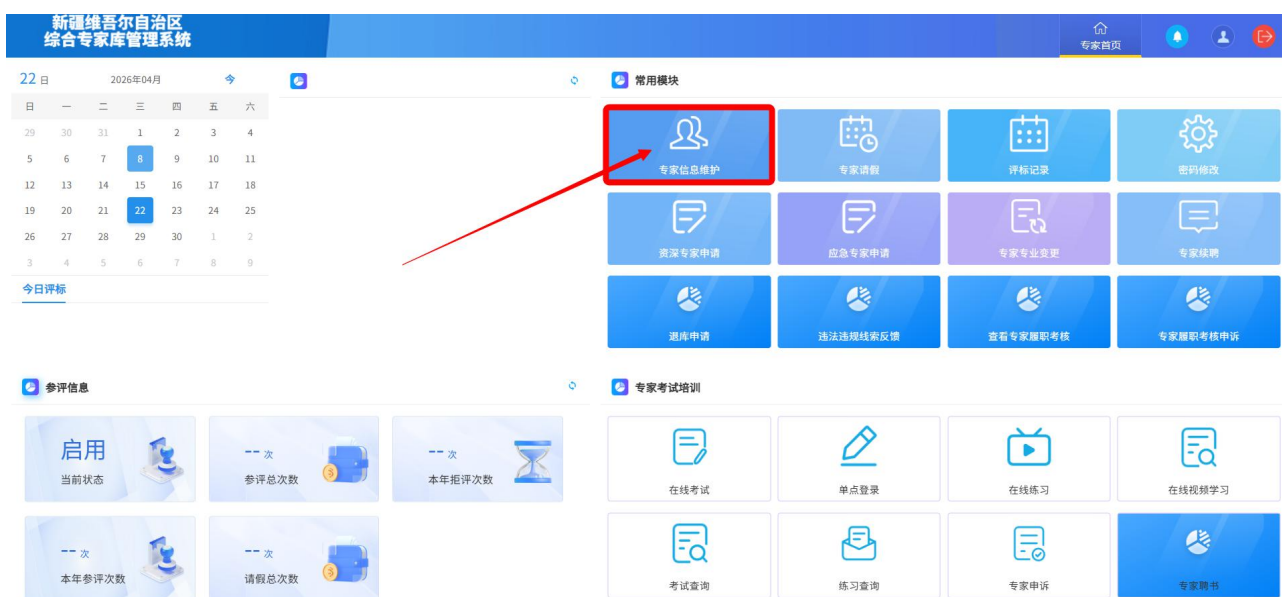 新疆维吾尔自治区
综合专家库管理系统
专家首页
22 日 2026年04月 今
日 一 二 三 四 五 六
29 30 31 1 2 3 4
5 6 7 8 9 10 11
12 13 14 15 16 17 18
19 20 21 22 23 24 25
26 27 28 29 30 1 2
3 4 5 6 7 8 9
今日评标
常用模块
专家信息维护 专家请假 评标记录 密码修改
资深专家申请 应急专家申请 专家专业变更 专家续聘
退库申请 违法违规线索反馈 查看专家履职考核 专家履职考核申诉
参评信息
启用
当前状态
-- 次
参评总次数
-- 次
本年拒评次数
-- 次
本年参评次数
-- 次
请假总次数
专家考试培训
在线考试 单点登录 在线练习 在线视频学习
考试查询 练习查询 专家申诉 专家聘书